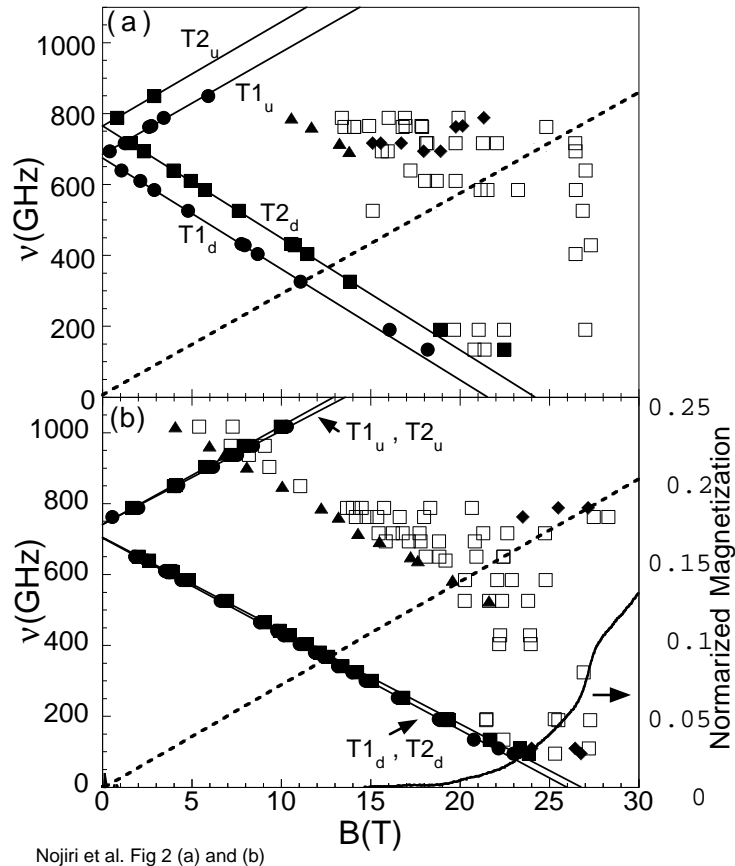 (a)
T2u
T1u
T2d
T1d
ν(GHz)
1000
800
600
400
200
0
(b)
T1u , T2u
T1d , T2d
ν(GHz)
1000
800
600
400
200
0
0.25
0.2
0.15
0.1
0.05
0
Normarized Magnetization
0 5 10 15 20 25 30
B(T)
Nojiri et al. Fig 2 (a) and (b)